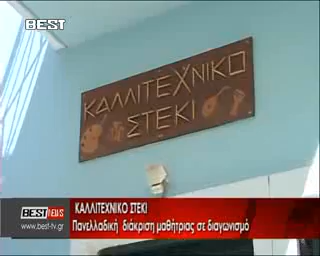 BEST
ΚΑΛΛΙΤΕΧΝΙΚΟ
ΣΤΕΚΙ
BEST NEWS
ΚΑΛΛΙΤΕΧΝΙΚΟ ΣΤΕΚΙ
www.best-tv.gr
Πανελλαδική διάκριση μαθήτριας σε διαγωνισμό